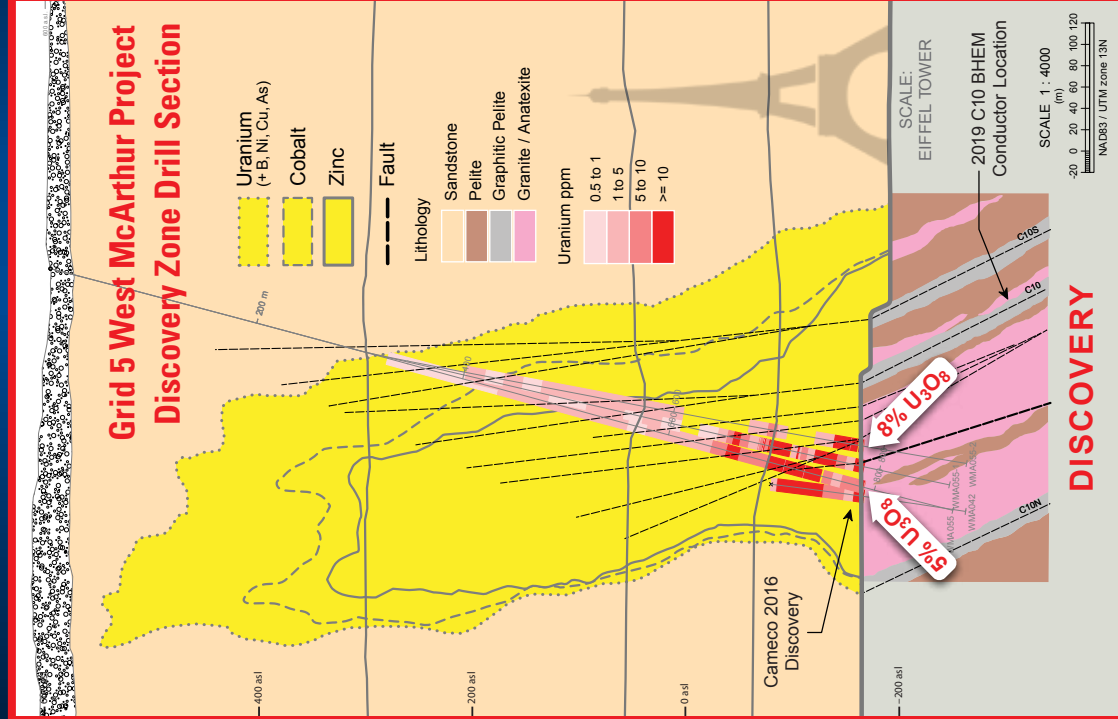 Grid 5 West McArthur Project
Discovery Zone Drill Section
Uranium
(+ B, Ni, Cu, As)
Cobalt
Zinc
Fault
Lithology
Sandstone
Pelite
Graphitic Pelite
Granite / Anatexite
Uranium ppm
0.5 to 1
1 to 5
5 to 10
>= 10
SCALE:
EIFFEL TOWER
2019 C10 BHEM
Conductor Location
SCALE 1 : 4000
(m)
-20 0 20 40 60 80 100 120
NAD83 / UTM zone 13N
200 m
400 asl
200 asl
0 asl
-200 asl
Cameco 2016
Discovery
8% U₃O₈
5% U₃O₈
C10S
C10
C10N
WMA042
DISCOVERY